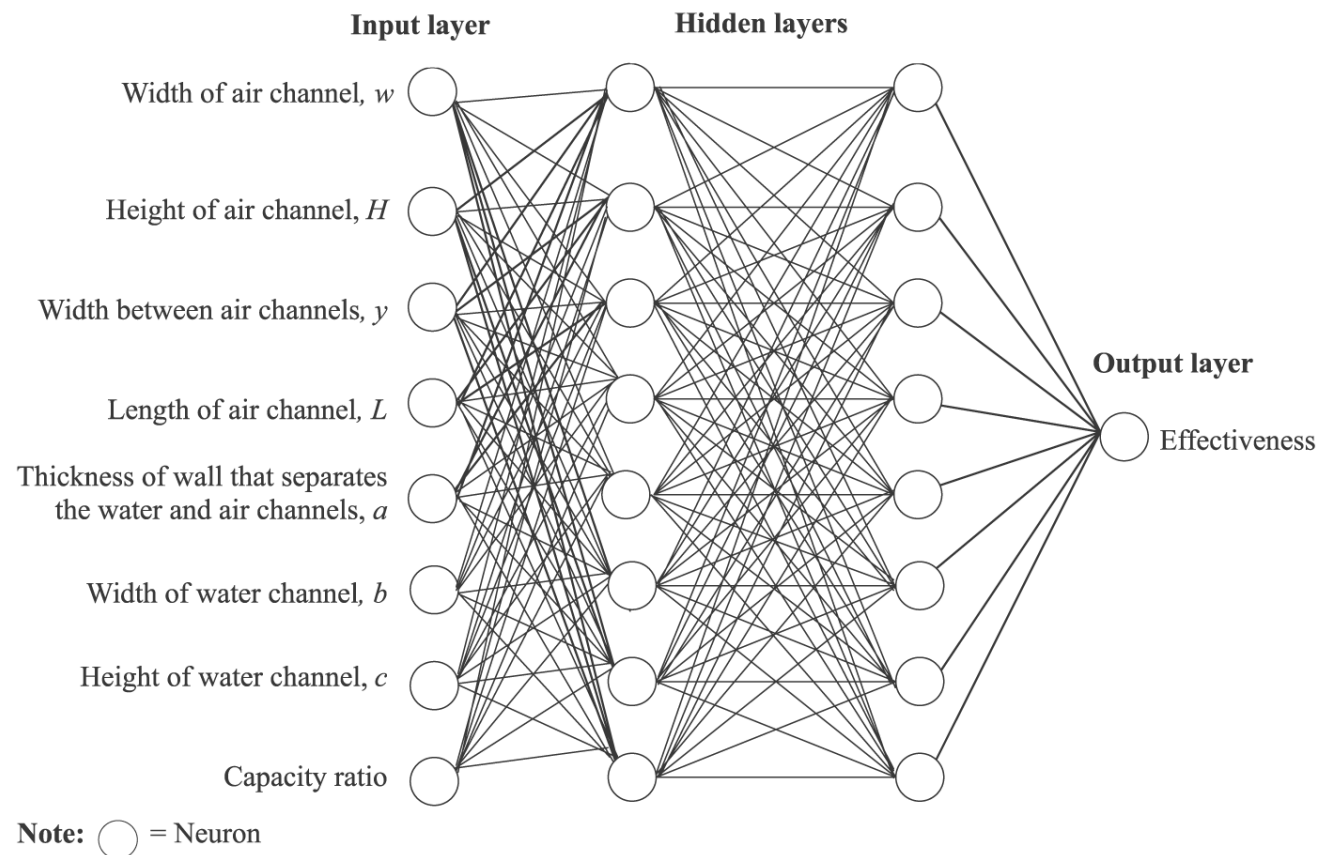 Input layer
Hidden layers
Width of air channel, w
Height of air channel, H
Width between air channels, y
Length of air channel, L
Output layer
Effectiveness
Thickness of wall that separates
the water and air channels, a
Width of water channel, b
Height of water channel, c
Capacity ratio
Note: = Neuron